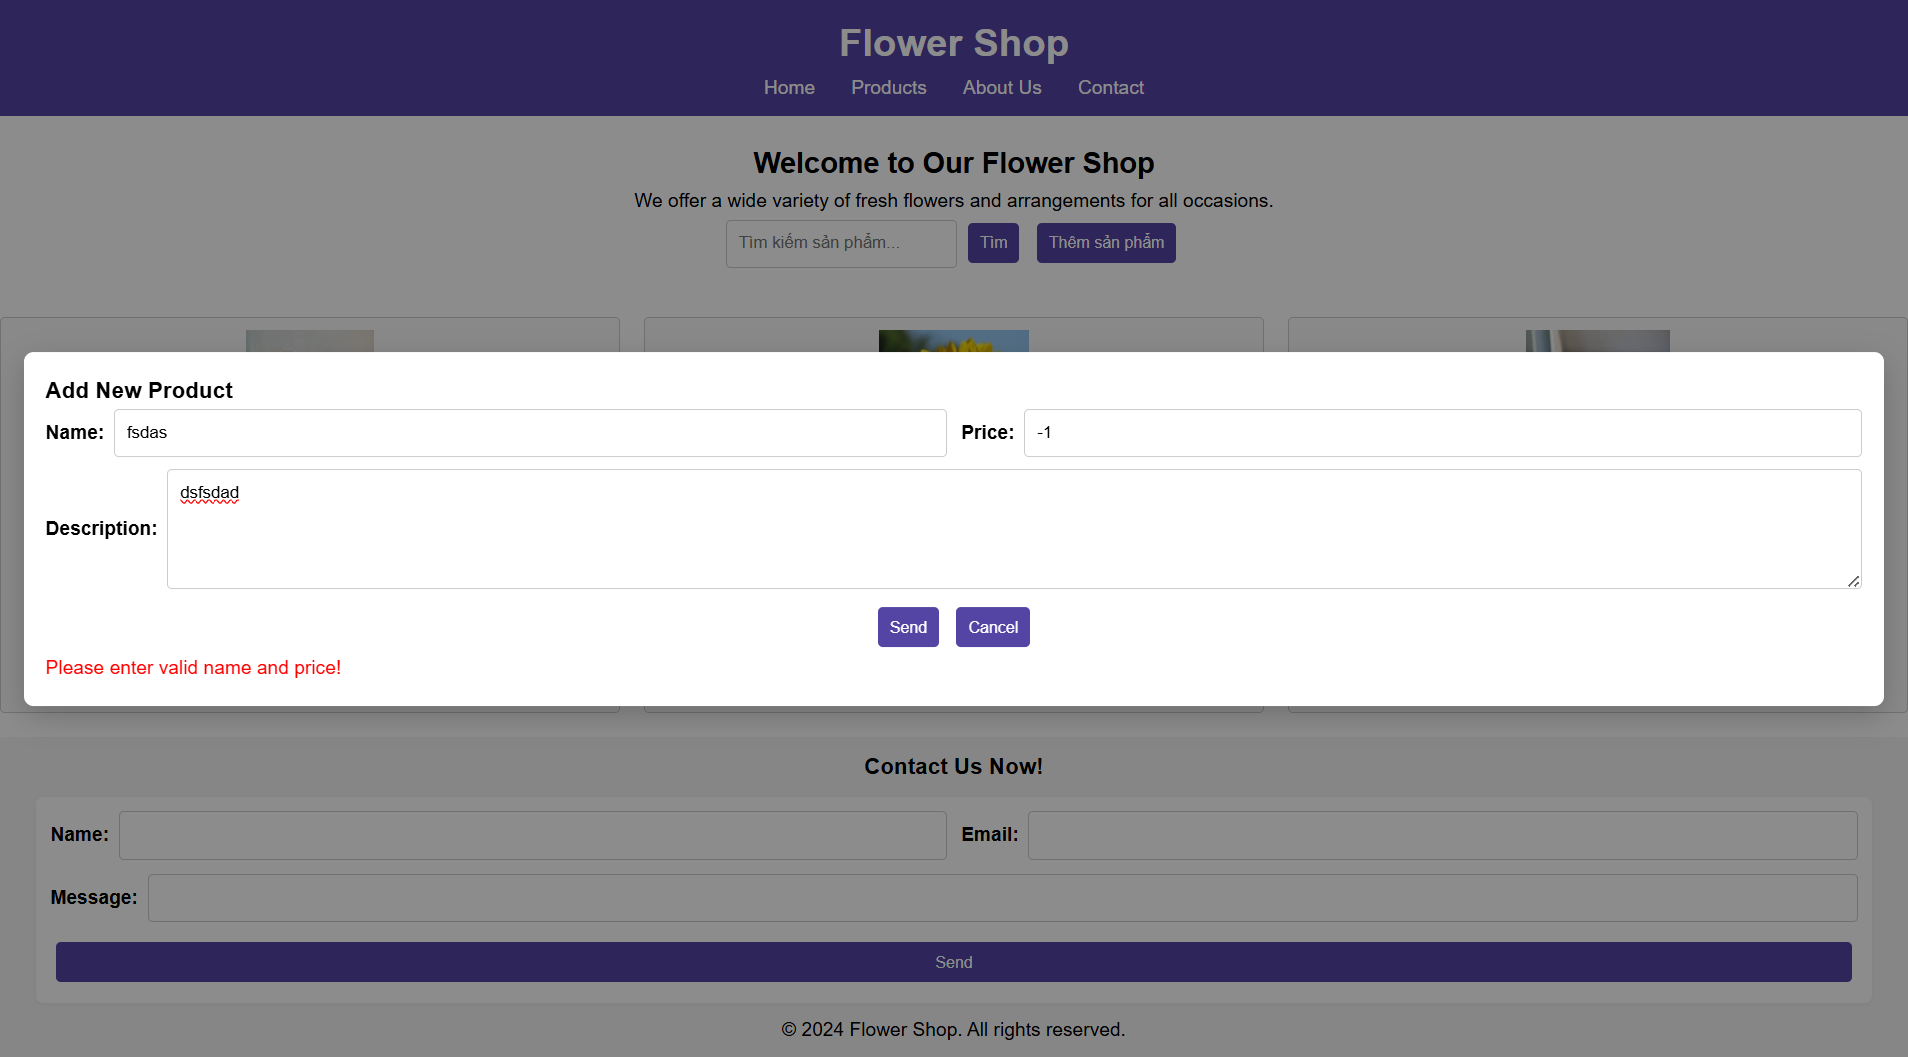 Flower Shop
Home Products About Us Contact
Welcome to Our Flower Shop
We offer a wide variety of fresh flowers and arrangements for all occasions.
Tìm kiếm sản phẩm... Tìm Thêm sản phẩm
Add New Product
Name: fsdas Price: -1
Description: dsfsdad
Send Cancel
Please enter valid name and price!
Contact Us Now!
Name: Email:
Message:
Send
© 2024 Flower Shop. All rights reserved.